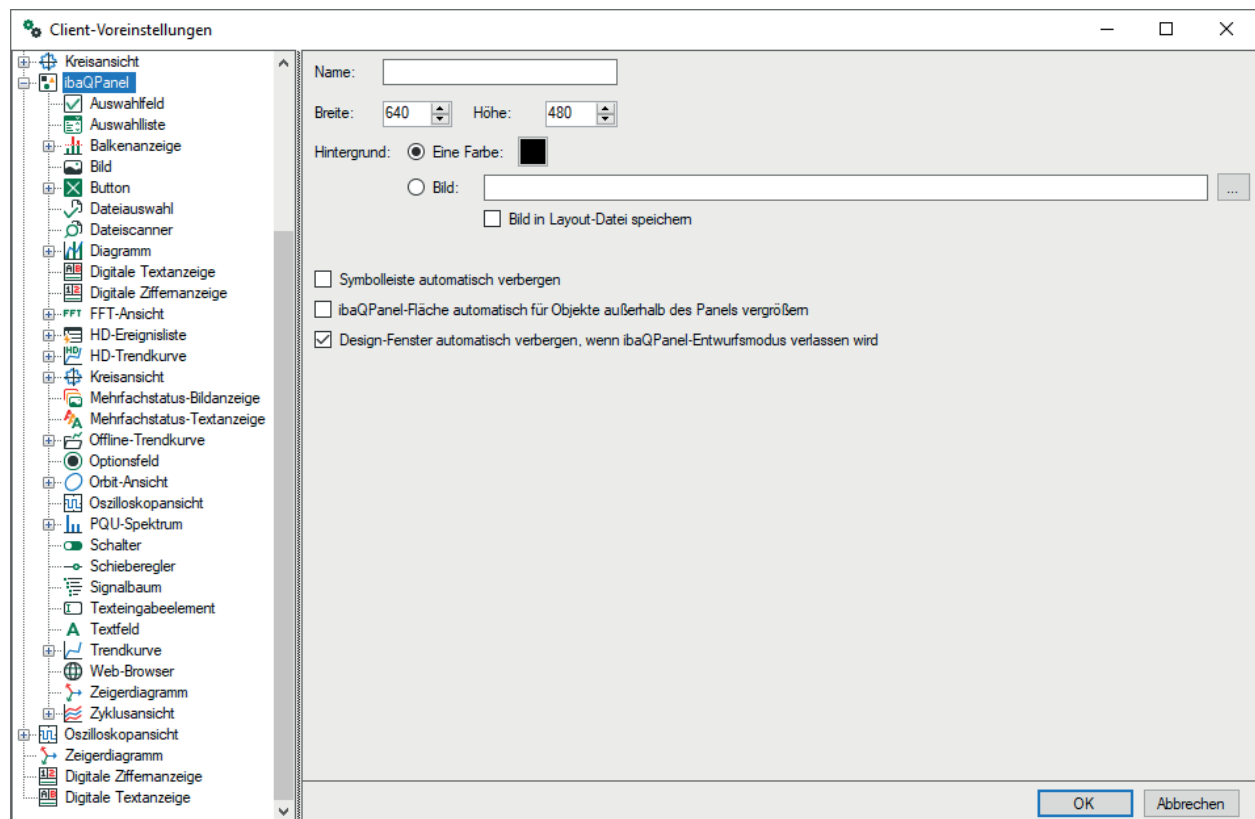 Client-Voreinstellungen
Kreisansicht
ibaQPanel
Auswahlfeld
Auswahlliste
Balkenanzeige
Bild
Button
Dateiauswahl
Dateiscanner
Diagramm
Digitale Textanzeige
Digitale Ziffernanzeige
FFT FFT-Ansicht
HD-Ereignisliste
HD HD-Trendkurve
Kreisansicht
Mehrfachstatus-Bildanzeige
Mehrfachstatus-Textanzeige
Offline-Trendkurve
Optionsfeld
Orbit-Ansicht
Oszilloskopansicht
PQU-Spektrum
Schalter
Schieberegler
Signalbaum
Texteingabeelement
A Textfeld
Trendkurve
Web-Browser
Zeigerdiagramm
Zyklusansicht
Oszilloskopansicht
Zeigerdiagramm
Digitale Ziffernanzeige
Digitale Textanzeige
Name:
Breite: 640 Höhe: 480
Hintergrund: Eine Farbe:
Bild: ...
Bild in Layout-Datei speichern
Symbolleiste automatisch verbergen
ibaQPanel-Fläche automatisch für Objekte außerhalb des Panels vergrößern
Design-Fenster automatisch verbergen, wenn ibaQPanel-Entwurfsmodus verlassen wird
OK Abbrechen